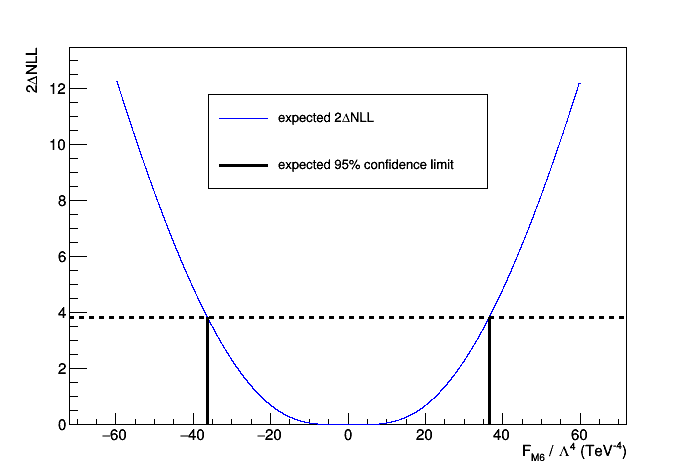 2ΔNLL
12
10
8
6
4
2
0
expected 2ΔNLL
expected 95% confidence limit
−60 −40 −20 0 20 40 60
F_M6 / Λ^4 (TeV^-4)